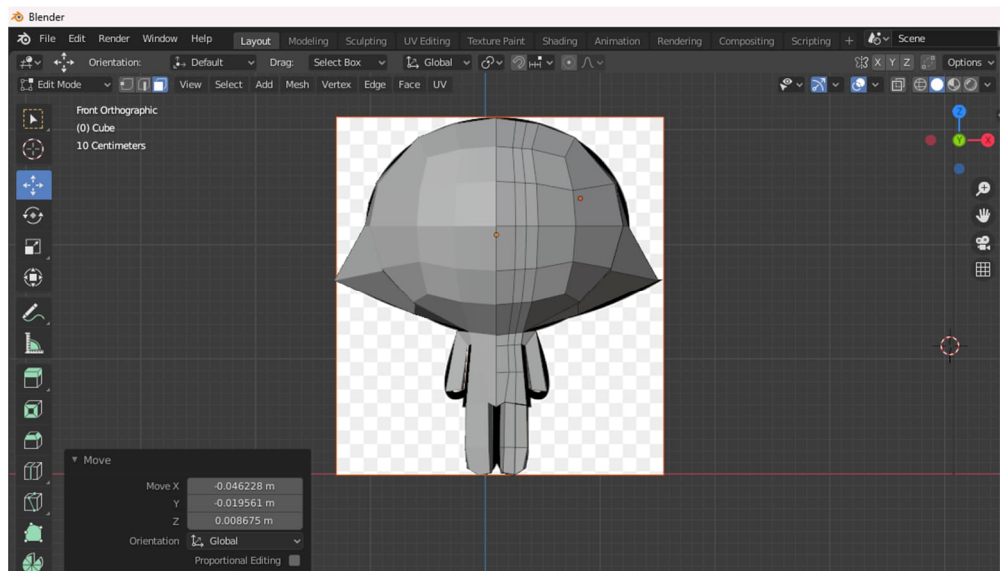 Blender
File Edit Render Window Help Layout Modeling Sculpting UV Editing Texture Paint Shading Animation Rendering Compositing Scripting + Scene
Orientation: Default Drag: Select Box Global X Y Z Options
Edit Mode View Select Add Mesh Vertex Edge Face UV
Front Orthographic
(0) Cube
10 Centimeters
Z
Y
X
Move
Move X -0.046228 m
Y -0.019561 m
Z 0.008675 m
Orientation Global
Proportional Editing